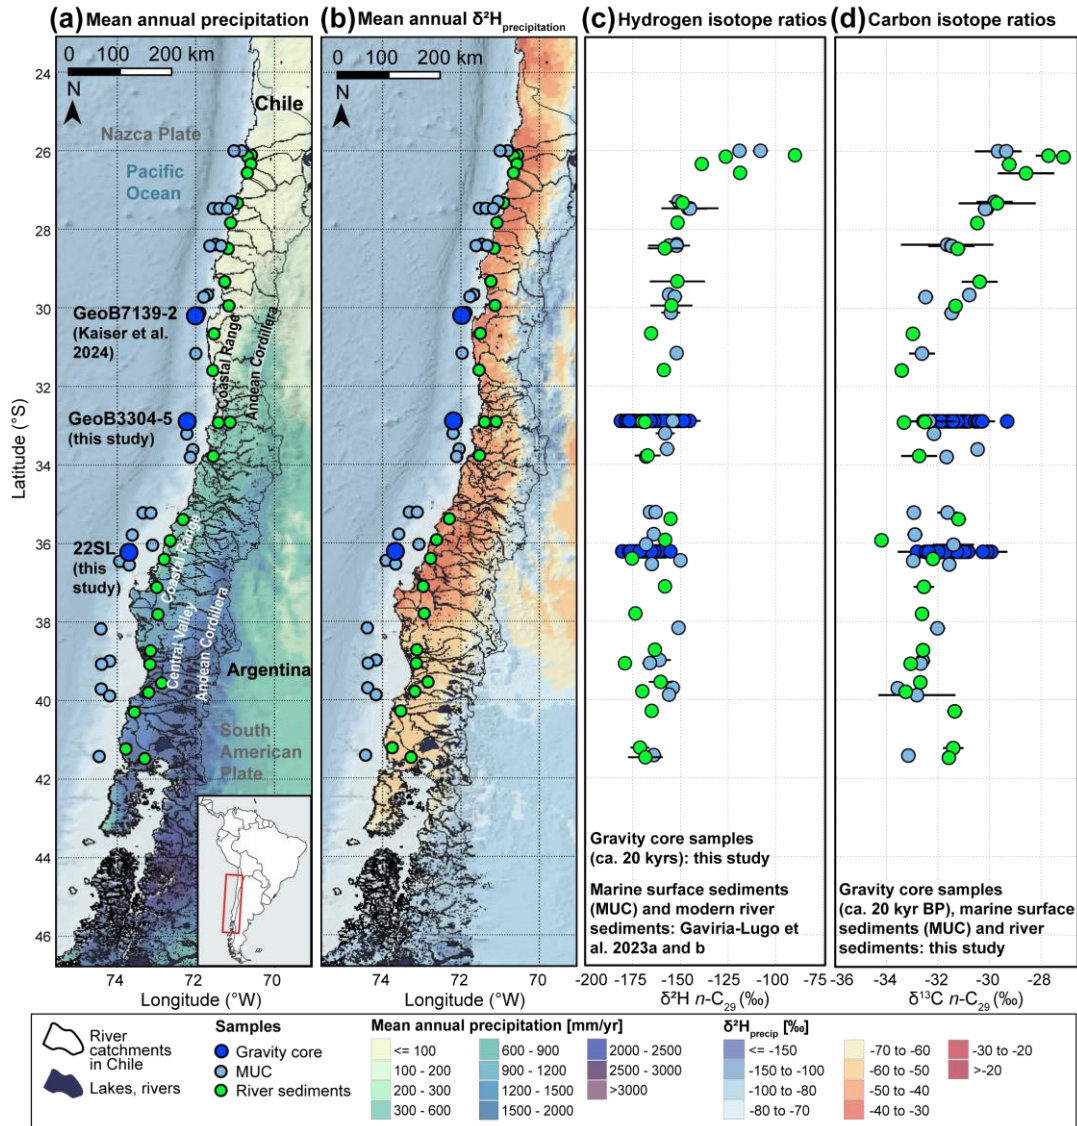 (a) Mean annual precipitation
0 100 200 km
N
Chile
Nazca Plate
Pacific
Ocean
GeoB7139-2
(Kaiser et al.
2024)
Coastal Range
Andean Cordillera
GeoB3304-5
(this study)
22SL
(this
study)
Coastal Range
Central Valley
Andean Cordillera
Argentina
South
American
Plate
Latitude (°S)
24
26
28
30
32
34
36
38
40
42
44
46
74 72 70
Longitude (°W)
(b) Mean annual δ²Hprecipitation
0 100 200 km
N
74 72 70
Longitude (°W)
(c) Hydrogen isotope ratios
Gravity core samples
(ca. 20 kyrs): this study
Marine surface sediments
(MUC) and modern river
sediments: Gaviria-Lugo et
al. 2023a and b
-200 -175 -150 -125 -100 -75
δ²H n-C29 (‰)
(d) Carbon isotope ratios
Gravity core samples
(ca. 20 kyr BP), marine surface
sediments (MUC) and river
sediments: this study
-36 -34 -32 -30 -28
δ¹³C n-C29 (‰)
River
catchments
in Chile
Lakes, rivers
Samples
Gravity core
MUC
River sediments
Mean annual precipitation [mm/yr]
<= 100
100 - 200
200 - 300
300 - 600
600 - 900
900 - 1200
1200 - 1500
1500 - 2000
2000 - 2500
2500 - 3000
>3000
δ²Hprecip [‰]
<= -150
-150 to -100
-100 to -80
-80 to -70
-70 to -60
-60 to -50
-50 to -40
-40 to -30
-30 to -20
>-20